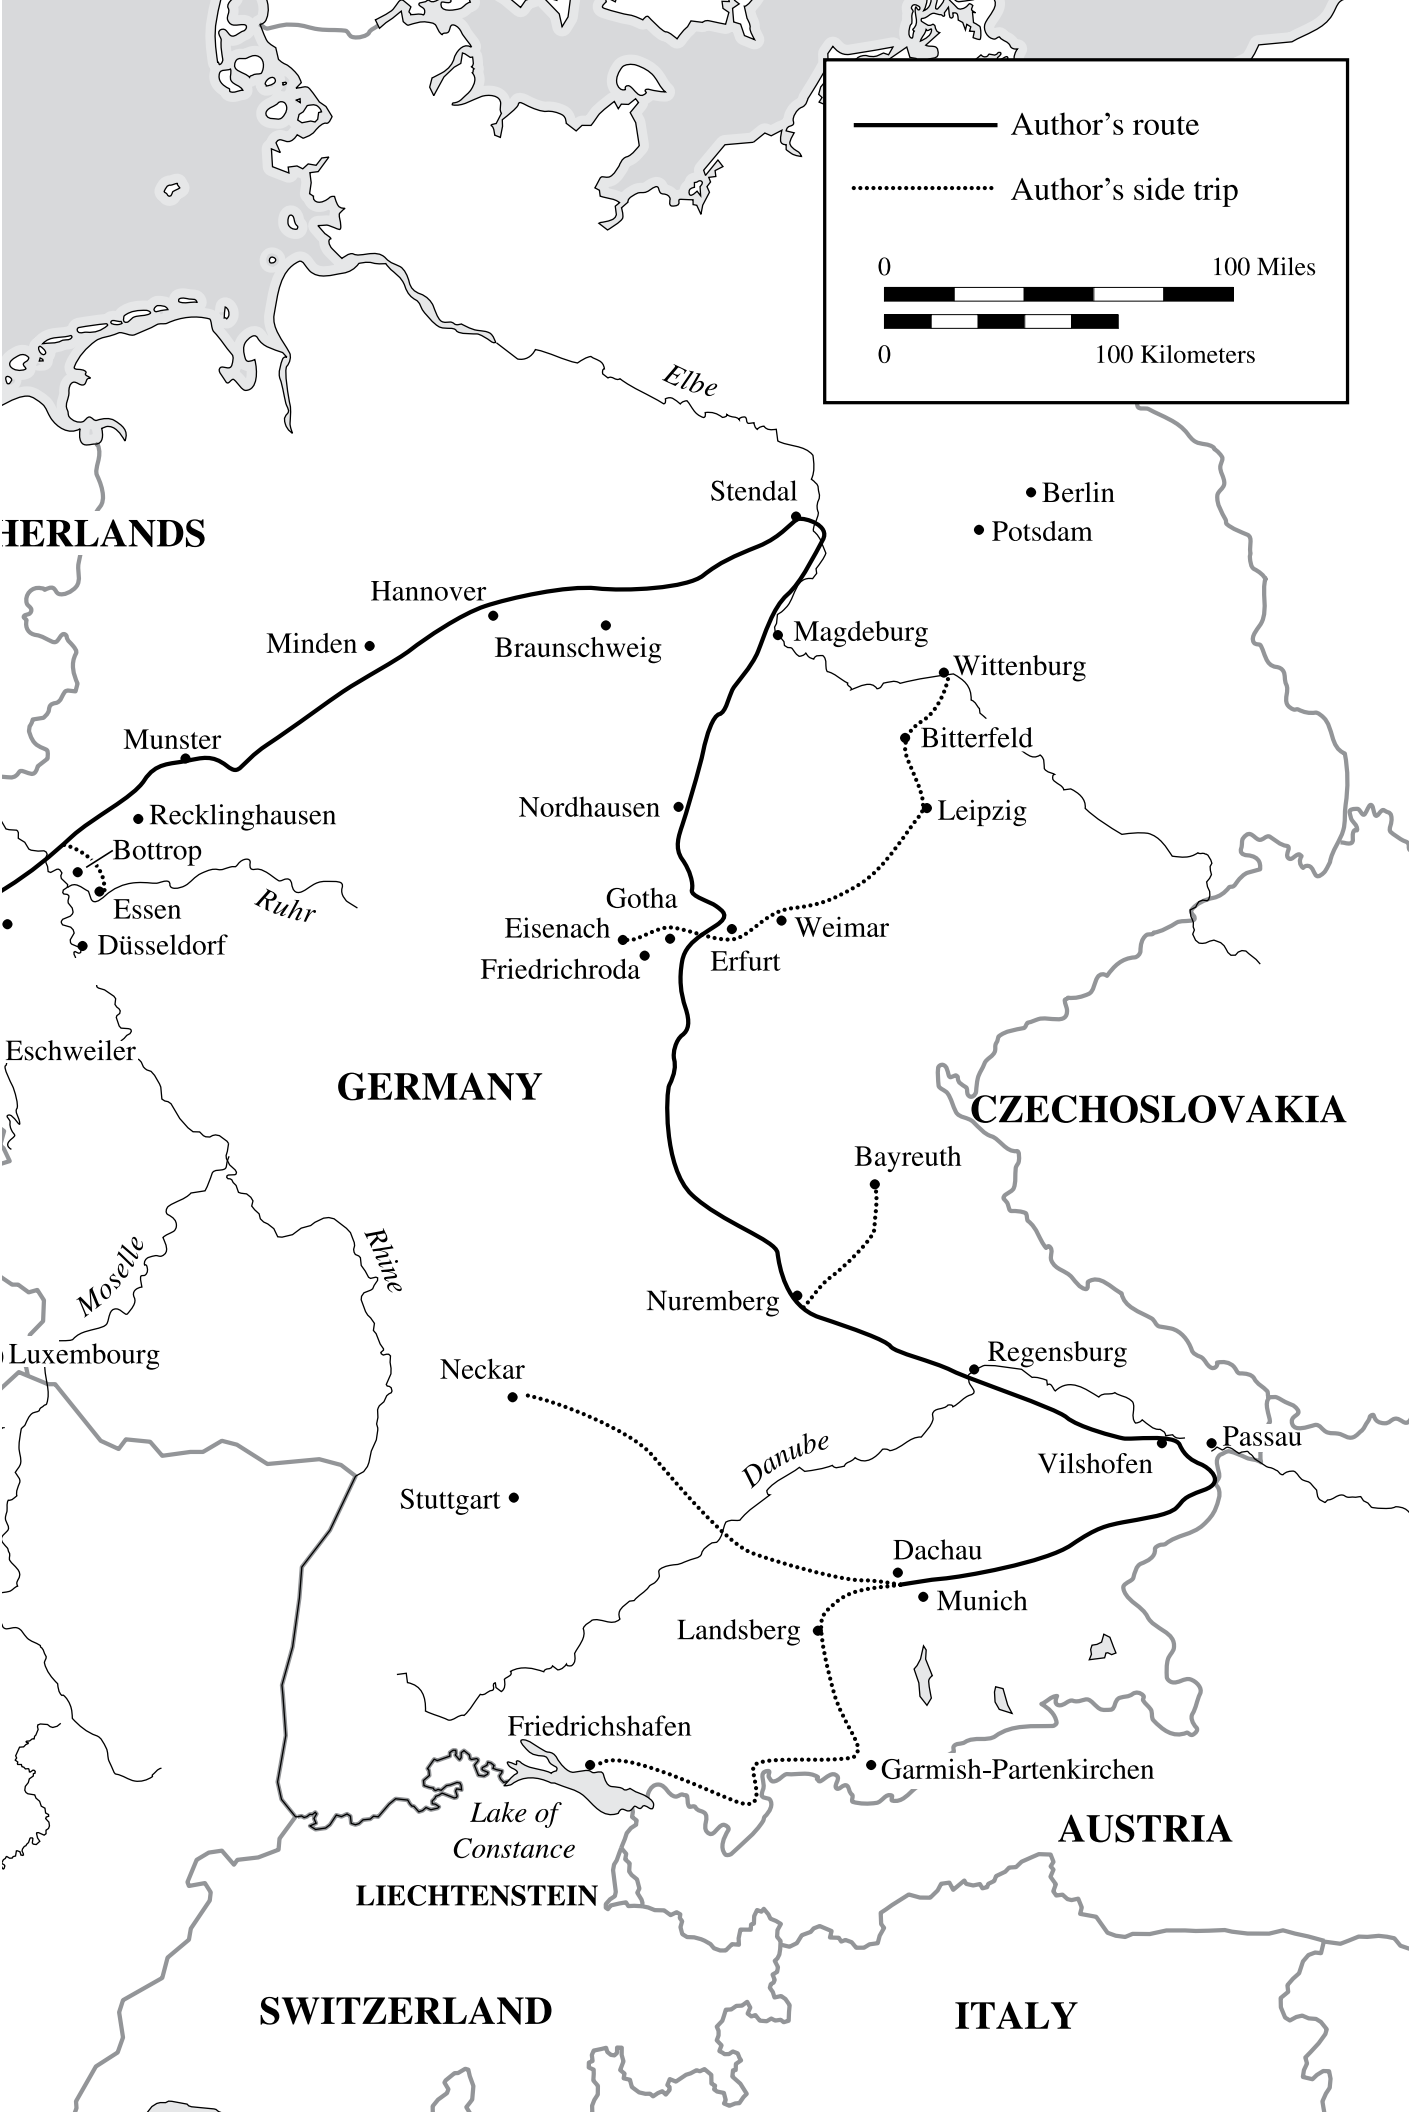 Author's route
Author's side trip
0 100 Miles
0 100 Kilometers
Elbe
Stendal
Berlin
Potsdam
HERLANDS
Hannover
Minden
Braunschweig
Magdeburg
Wittenburg
Munster
Bitterfeld
Nordhausen
Leipzig
Recklinghausen
Bottrop
Ruhr
Essen
Düsseldorf
Gotha
Eisenach
Weimar
Friedrichroda
Erfurt
Eschweiler
GERMANY
CZECHOSLOVAKIA
Bayreuth
Moselle
Rhine
Nuremberg
Luxembourg
Neckar
Regensburg
Danube
Passau
Vilshofen
Stuttgart
Dachau
Munich
Landsberg
Friedrichshafen
Garmish-Partenkirchen
Lake of
Constance
AUSTRIA
LIECHTENSTEIN
SWITZERLAND
ITALY